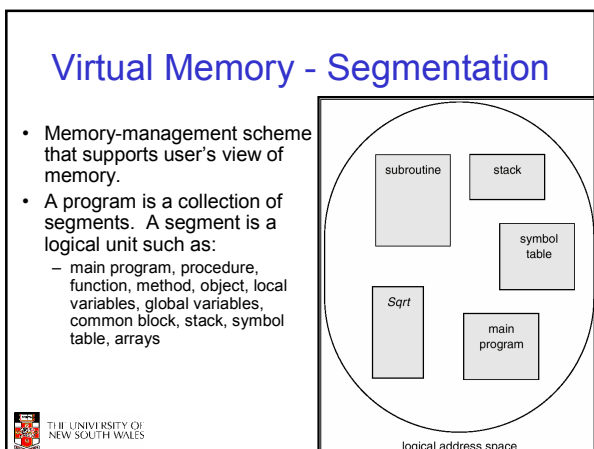 Virtual Memory - Segmentation
• Memory-management scheme
that supports user's view of
memory.
• A program is a collection of
segments. A segment is a
logical unit such as:
– main program, procedure,
function, method, object, local
variables, global variables,
common block, stack, symbol
table, arrays
subroutine
stack
symbol
table
Sqrt
main
program
logical address space
THE UNIVERSITY OF
NEW SOUTH WALES